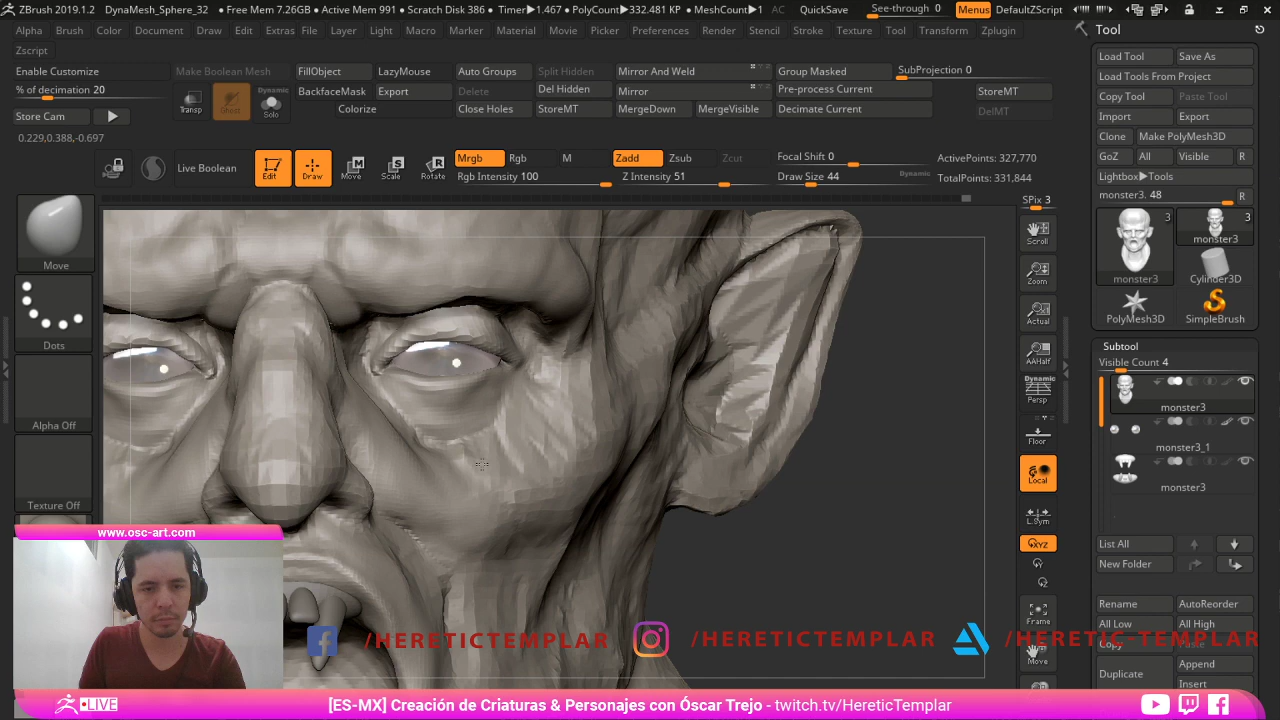 ZBrush 2019.1.2 DynaMesh_Sphere_32 • Free Mem 7.26GB • Active Mem 991 • Scratch Disk 386 • Timer▶1.467 • PolyCount▶332.481 KP • MeshCount▶1 AC QuickSave See-through 0 Menus DefaultZScript
Alpha Brush Color Document Draw Edit Extras File Layer Light Macro Marker Material Movie Picker Preferences Render Stencil Stroke Texture Tool Transform Zplugin
Zscript
Enable Customize
Make Boolean Mesh FillObject LazyMouse Auto Groups Split Hidden Mirror And Weld Group Masked SubProjection 0
% of decimation 20
Transp Ghost Dynamic Solo BackfaceMask Export Delete Del Hidden Mirror Pre-process Current StoreMT
Store Cam
Colorize Close Holes StoreMT MergeDown MergeVisible Decimate Current DelMT
0.229,0.388,-0.697
Live Boolean Edit Draw Move Scale Rotate
Mrgb Rgb M Zadd Zsub Zcut Focal Shift 0 ActivePoints: 327,770
Rgb Intensity 100 Z Intensity 51 Draw Size 44 Dynamic TotalPoints: 331,844
Move
Dots
Alpha Off
Texture Off
SPix 3
Scroll
Zoom
Actual
AAHalf
Dynamic
Persp
Floor
Local
L.Sym
XYZ
Frame
Move
Tool
Load Tool Save As
Load Tools From Project
Copy Tool Paste Tool
Import Export
Clone Make PolyMesh3D
GoZ All Visible R
Lightbox▶Tools
monster3. 48 R
3 3
monster3 monster3
Cylinder3D
PolyMesh3D SimpleBrush
Subtool
Visible Count 4
monster3
monster3_1
monster3
List All
New Folder
Rename AutoReorder
All Low All High
Copy Paste
Duplicate Append
Insert
www.osc-art.com
/HERETICTEMPLAR /HERETICTEMPLAR /HERETIC_TEMPLAR
LIVE [ES-MX] Creación de Criaturas & Personajes con Óscar Trejo - twitch.tv/HereticTemplar